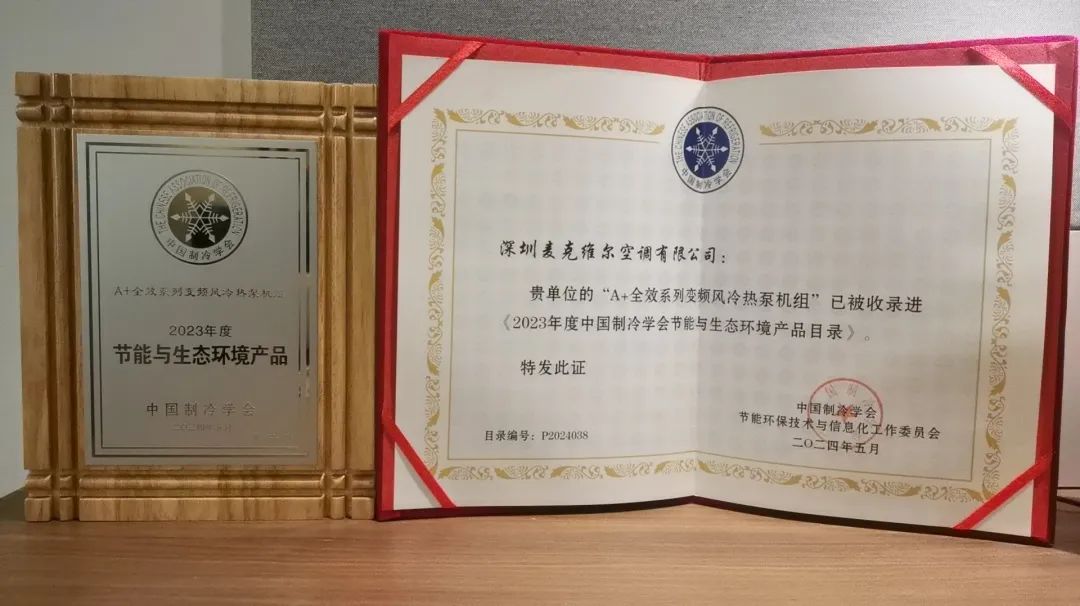 THE CHINESE ASSOCIATION OF REFRIGERATION
中国制冷学会
A+全效系列变频风冷热泵机组
2023年度
节能与生态环境产品
中国制冷学会
二〇二四年五月
THE CHINESE ASSOCIATION OF REFRIGERATION
中国制冷学会
深圳麦克维尔空调有限公司：
贵单位的“A+全效系列变频风冷热泵机组”已被收录进
《2023年度中国制冷学会节能与生态环境产品目录》。
特发此证
目录编号：P2024038
中国制冷学会
节能环保技术与信息化工作委员会
二〇二四年五月